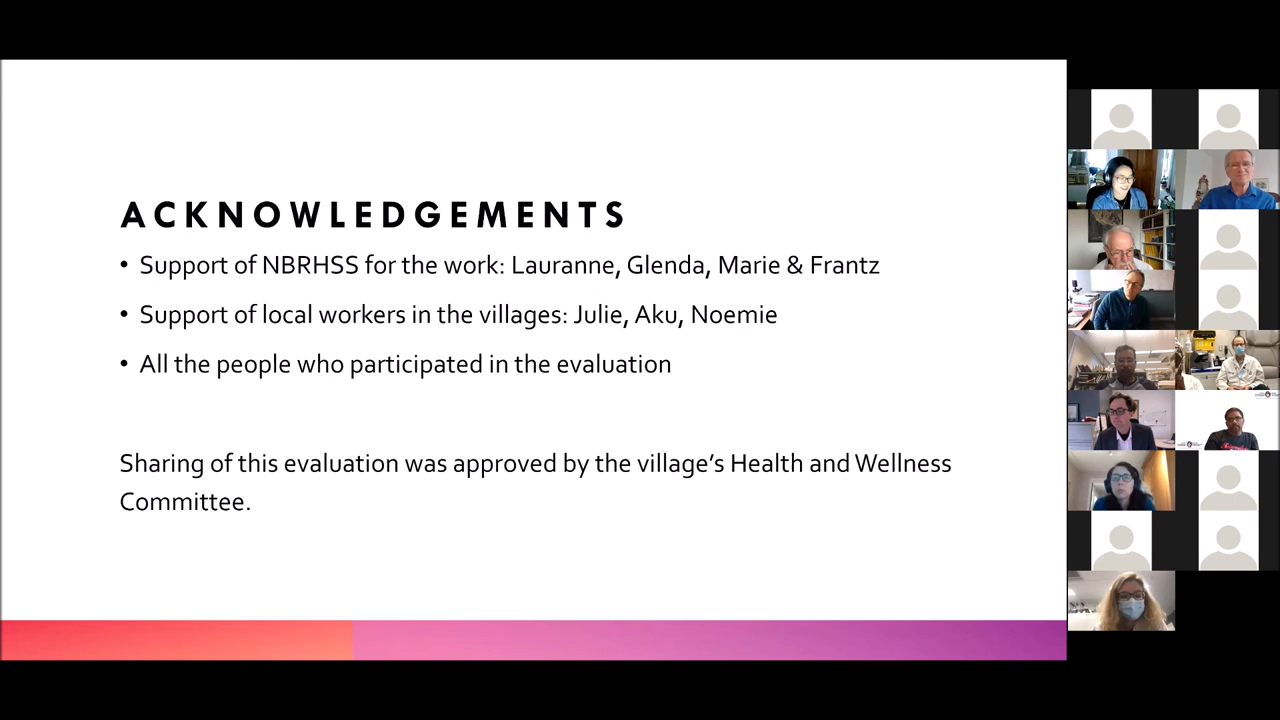 ACKNOWLEDGEMENTS
• Support of NBRHSS for the work: Lauranne, Glenda, Marie & Frantz
• Support of local workers in the villages: Julie, Aku, Noemie
• All the people who participated in the evaluation
Sharing of this evaluation was approved by the village’s Health and Wellness
Committee.